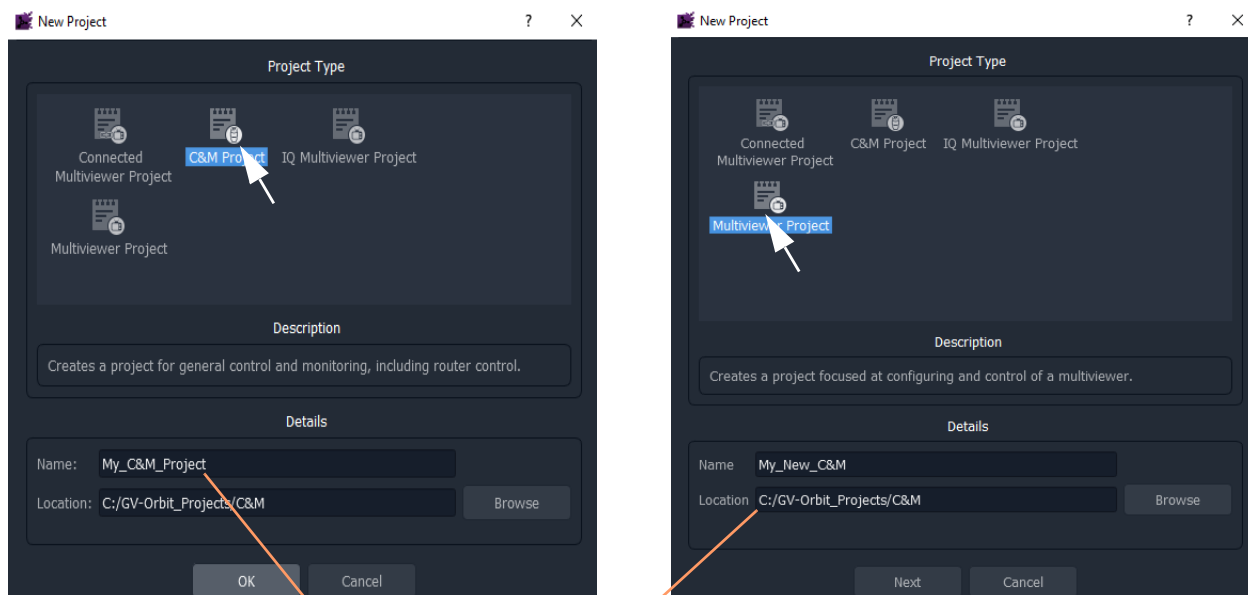 New Project
?
Project Type
Connected
Multiviewer Project
C&M Project
IQ Multiviewer Project
Multiviewer Project
Description
Creates a project for general control and monitoring, including router control.
Details
Name:
My_C&M_Project
Location:
C:/GV-Orbit_Projects/C&M
Browse
OK
Cancel
New Project
?
Project Type
Connected
Multiviewer Project
C&M Project
IQ Multiviewer Project
Multiviewer Project
Description
Creates a project focused at configuring and control of a multiviewer.
Details
Name
My_New_C&M
Location
C:/GV-Orbit_Projects/C&M
Browse
Next
Cancel